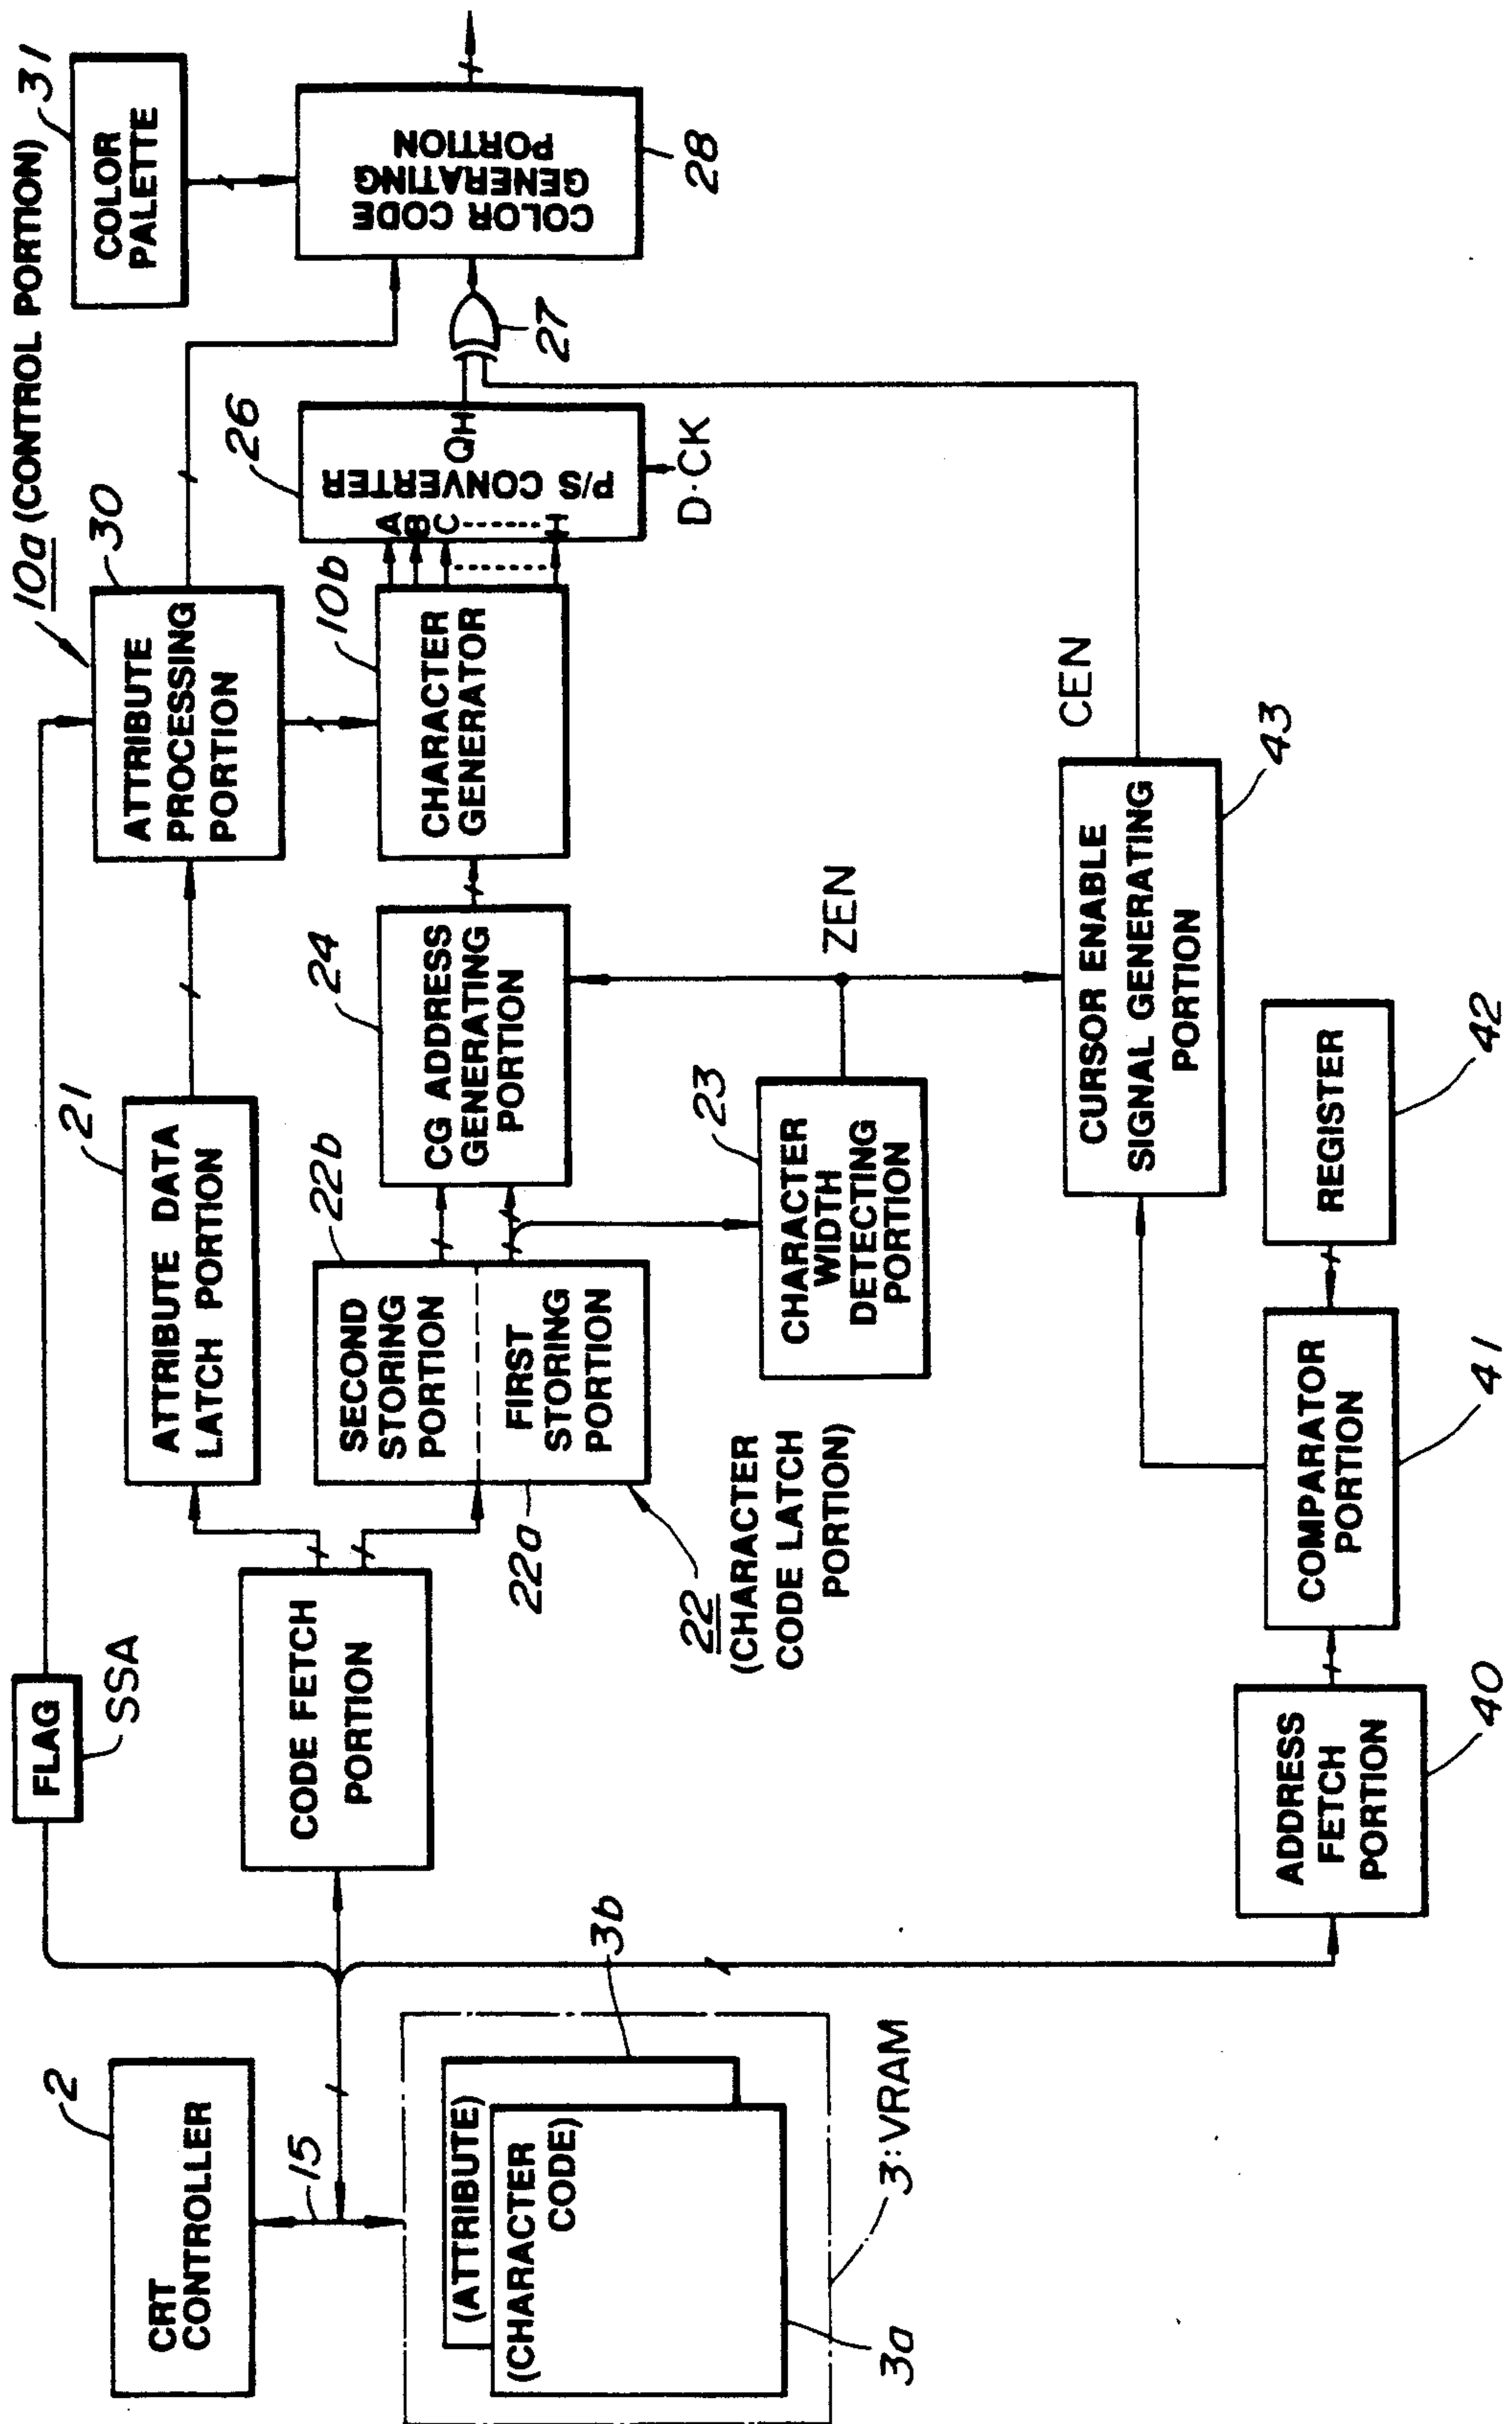 10a (CONTROL PORTION)
31
COLOR
PALETTE
COLOR CODE
GENERATING
PORTION
28
27
26
P/S CONVERTER
QH
A
B
C
H
D·CK
30
ATTRIBUTE
PROCESSING
PORTION
10b
CHARACTER
GENERATOR
CEN
43
CURSOR ENABLE
SIGNAL GENERATING
PORTION
ZEN
24
CG ADDRESS
GENERATING
PORTION
21
ATTRIBUTE DATA
LATCH PORTION
22b
SECOND
STORING
PORTION
FIRST
STORING
PORTION
22a
22
(CHARACTER
CODE LATCH
PORTION)
23
CHARACTER
WIDTH
DETECTING
PORTION
REGISTER
42
COMPARATOR
PORTION
41
FLAG
SSA
CODE FETCH
PORTION
ADDRESS
FETCH
PORTION
40
2
CRT
CONTROLLER
15
3b
(ATTRIBUTE)
(CHARACTER
CODE)
3a
3:VRAM